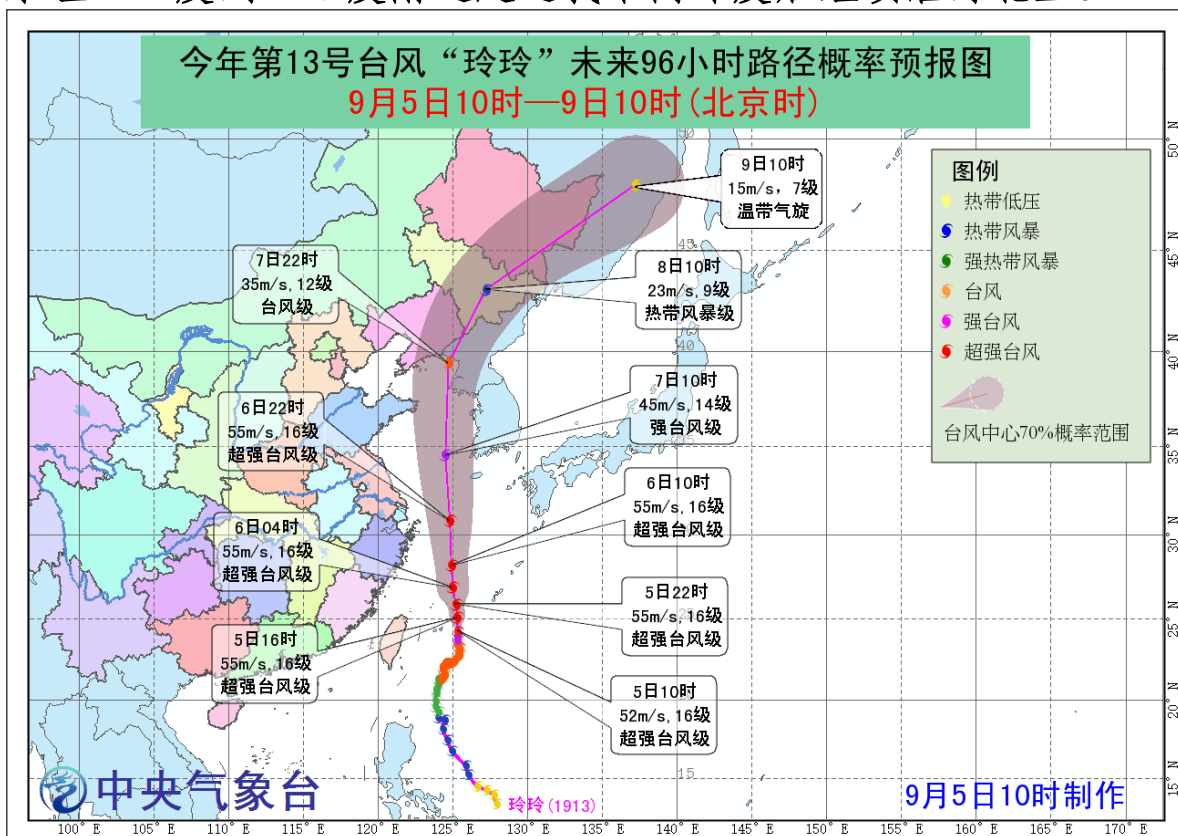 今年第13号台风“玲玲”未来96小时路径概率预报图
9月5日10时—9日10时(北京时)
图例
热带低压
热带风暴
强热带风暴
台风
强台风
超强台风
台风中心70%概率范围
9日10时
15m/s，7级
温带气旋
8日10时
23m/s,9级
热带风暴级
7日22时
35m/s,12级
台风级
7日10时
45m/s,14级
强台风级
6日22时
55m/s,16级
超强台风级
6日10时
55m/s,16级
超强台风级
6日04时
55m/s,16级
超强台风级
5日22时
55m/s,16级
超强台风级
5日16时
55m/s,16级
超强台风级
5日10时
52m/s,16级
超强台风级
玲玲(1913)
中央气象台
9月5日10时制作
50
45
40
25
15
50° N
45° N
40° N
35° N
30° N
25° N
20° N
15° N
100° E 105° E 110° E 115° E 120° E 125° E 130° E 135° E 140° E 145° E 150° E 155° E 160° E 165° E 170° E